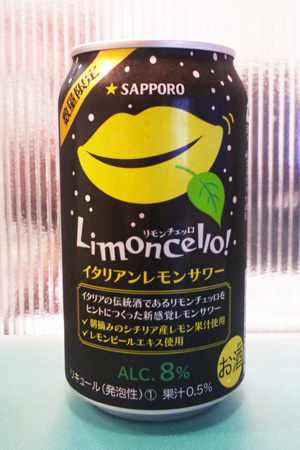 数量限定
★SAPPORO
リモンチェッロ
Limoncello!
イタリアンレモンサワー
イタリアの伝統酒であるリモンチェッロを
ヒントにつくった新感覚レモンサワー
✓朝摘みのシチリア産レモン果汁使用
✓レモンピールエキス使用
ALC. 8%
お酒
リキュール(発泡性)① 果汁0.5%